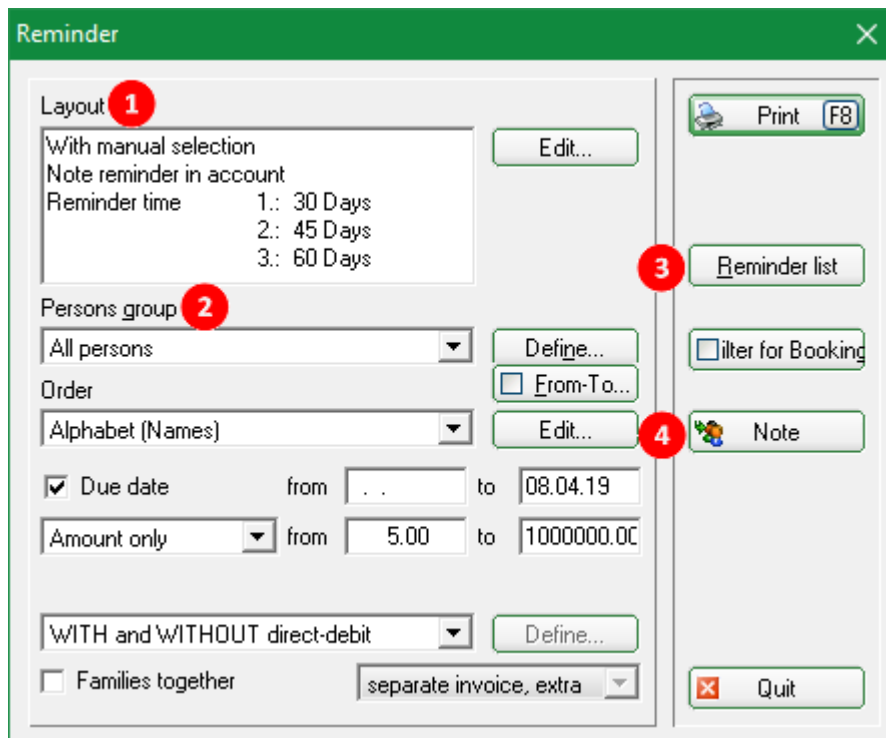 Reminder
Layout 1
With manual selection
Note reminder in account
Reminder time 1.: 30 Days
2.: 45 Days
3.: 60 Days
Edit...
Persons group 2
All persons
Define...
From-To...
Order
Alphabet (Names)
Edit...
Due date from . . to 08.04.19
Amount only from 5.00 to 1000000.00
WITH and WITHOUT direct-debit
Define...
Families together
separate invoice, extra
Print F8
3 Reminder list
ilter for Booking
4 Note
Quit